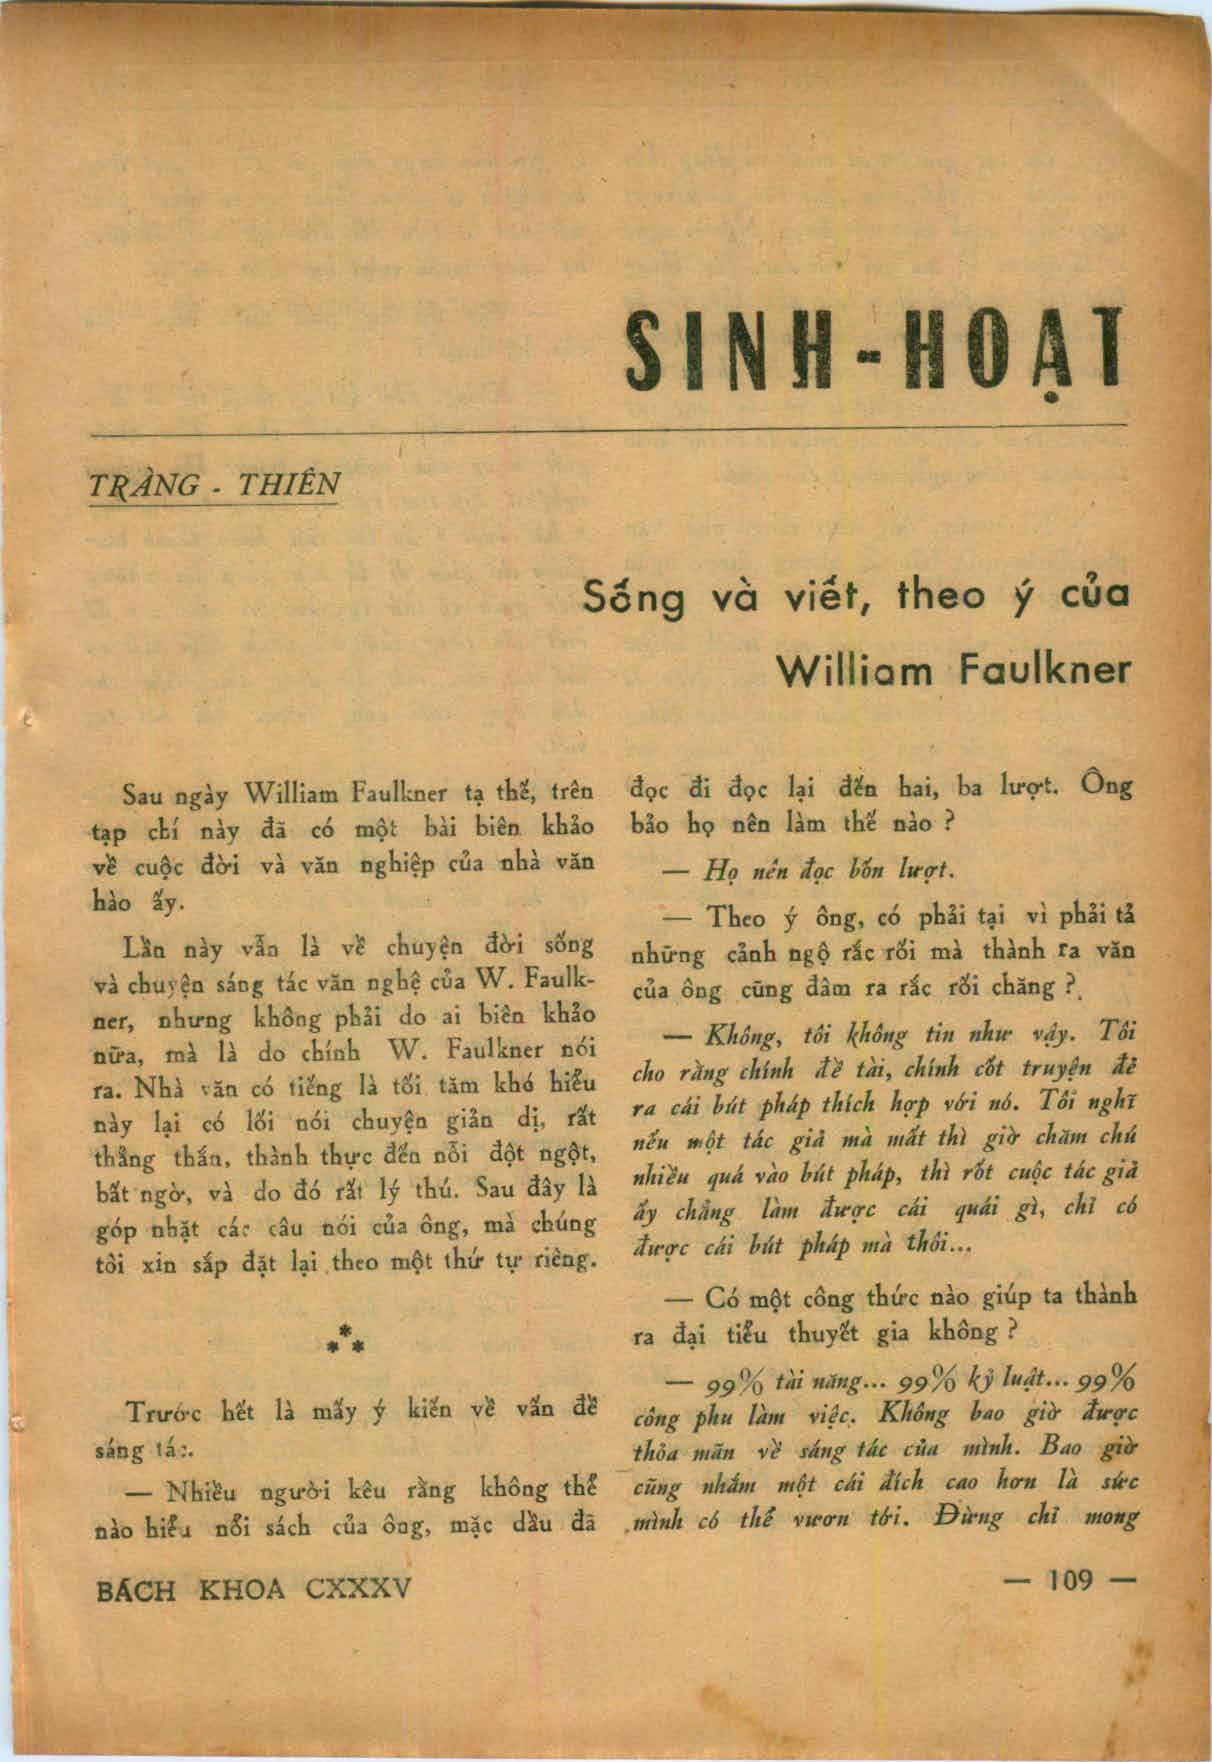 SINH-HOẠT
TRÀNG - THIÊN
Sống và viết, theo ý của
William Faulkner
Sau ngày William Faulkner tạ thế, trên
tạp chí này đã có một bài biên khảo
về cuộc đời và văn nghiệp của nhà văn
hào ấy.
Lần này vẫn là về chuyện đời sống
và chuyện sáng tác văn nghệ của W. Faulk-
ner, nhưng không phải do ai biên khảo
nữa, mà là do chính W. Faulkner nói
ra. Nhà văn có tiếng là tối tăm khó hiểu
này lại có lối nói chuyện giản dị, rất
thẳng thắn, thành thực đến nỗi đột ngột,
bất ngờ, và do đó rất lý thú. Sau đây là
góp nhặt các câu nói của ông, mà chúng
tôi xin sắp đặt lại theo một thứ tự riêng.
***
Trước hết là mấy ý kiến về vấn đề
sáng tác.
— Nhiều người kêu rằng không thể
nào hiểu nổi sách của ông, mặc dầu đã
đọc đi đọc lại đến hai, ba lượt. Ông
bảo họ nên làm thế nào ?
— Họ nên đọc bốn lượt.
— Theo ý ông, có phải tại vì phải tả
những cảnh ngộ rắc rối mà thành ra văn
của ông cũng đâm ra rắc rối chăng ?
— Không, tôi không tin như vậy. Tôi
cho rằng chính đề tài, chính cốt truyện đẻ
ra cái bút pháp thích hợp với nó. Tôi nghĩ
nếu một tác giả mà mất thì giờ chăm chú
nhiều quá vào bút pháp, thì rốt cuộc tác giả
ấy chẳng làm được cái quái gì, chỉ có
được cái bút pháp mà thôi...
— Có một công thức nào giúp ta thành
ra đại tiểu thuyết gia không ?
— 99% tài năng... 99% kỷ luật... 99%
công phu làm việc. Không bao giờ được
thỏa mãn về sáng tác của mình. Bao giờ
cũng nhắm một cái đích cao hơn là sức
mình có thể vươn tới. Đừng chỉ mong
BÁCH KHOA CXXXV
— 109 —